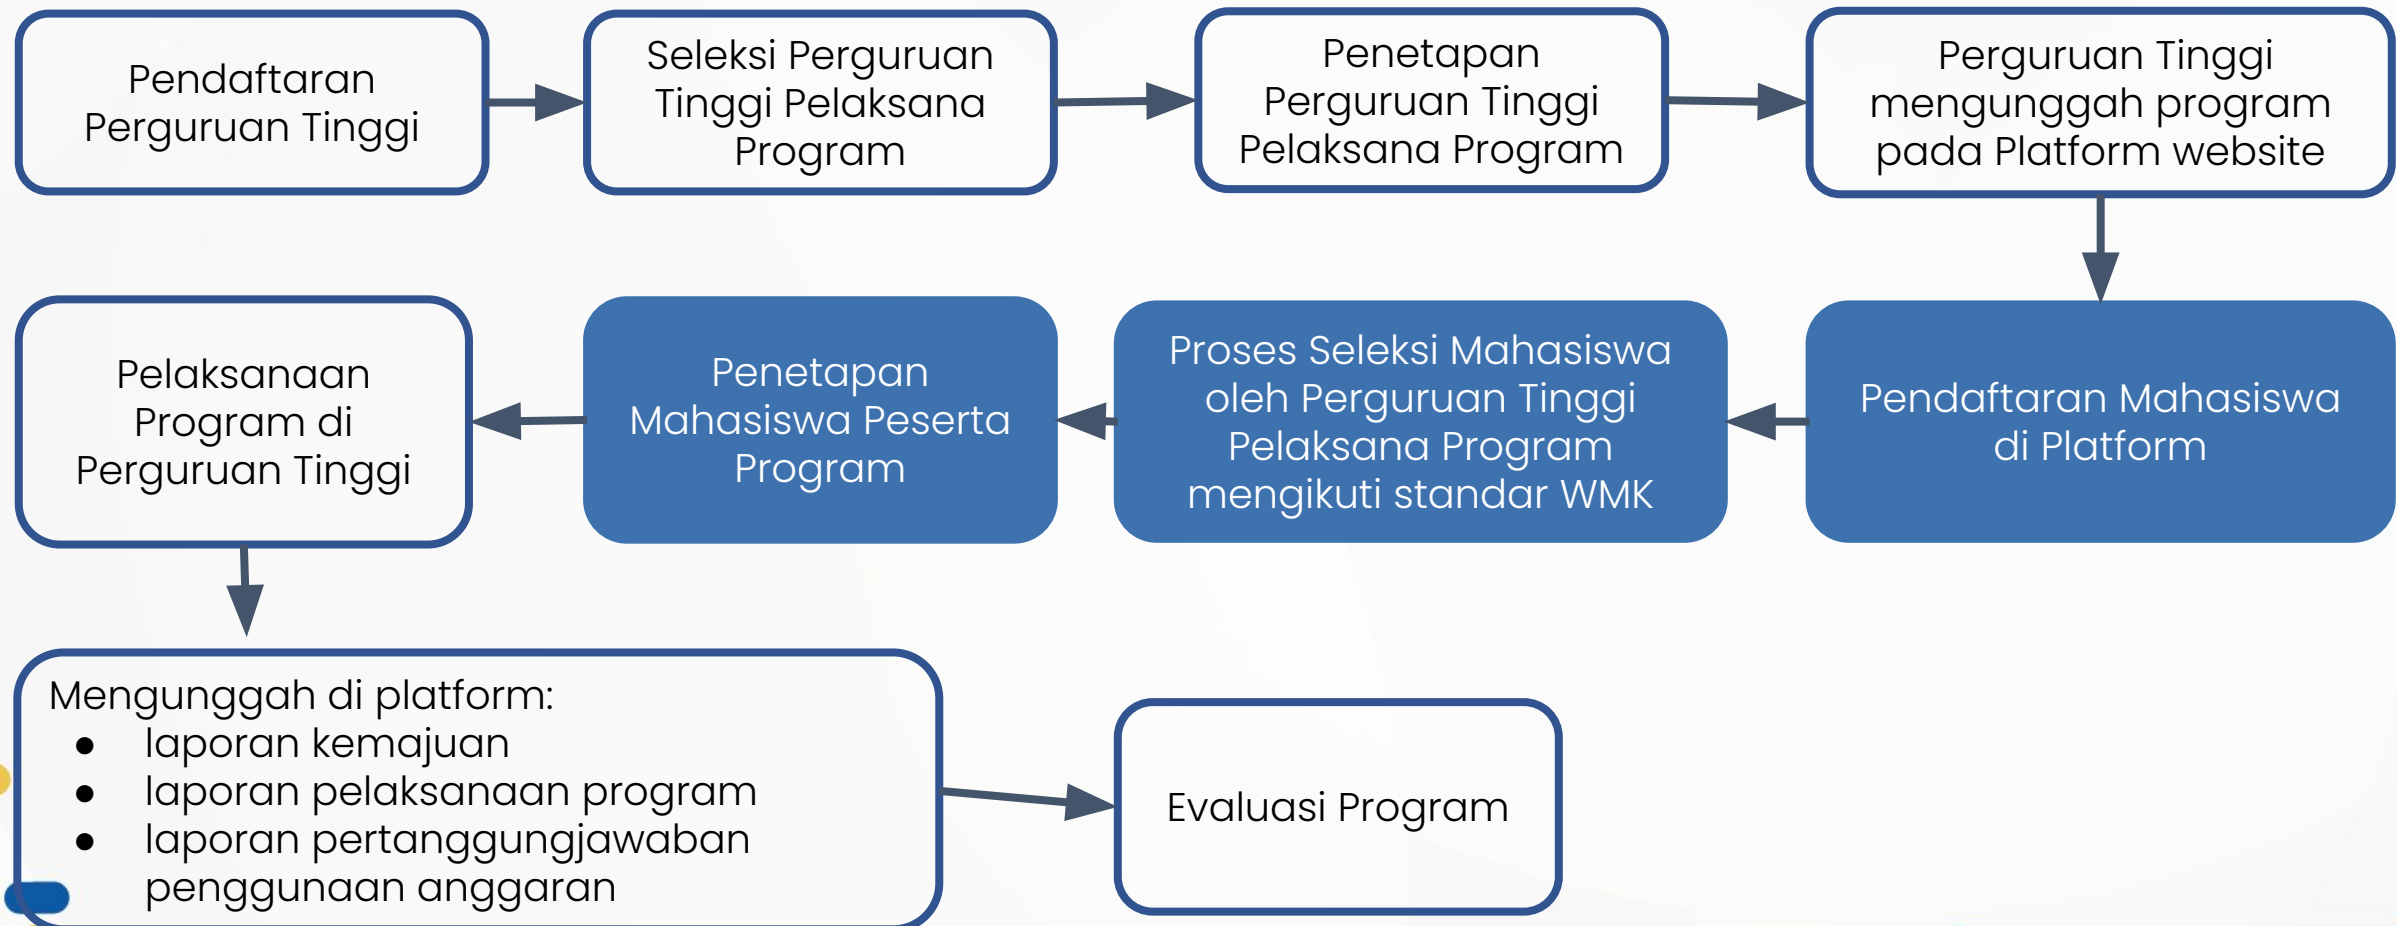 Pendaftaran
Perguruan Tinggi
Seleksi Perguruan
Tinggi Pelaksana
Program
Penetapan
Perguruan Tinggi
Pelaksana Program
Perguruan Tinggi
mengunggah program
pada Platform website
Pendaftaran Mahasiswa
di Platform
Proses Seleksi Mahasiswa
oleh Perguruan Tinggi
Pelaksana Program
mengikuti standar WMK
Penetapan
Mahasiswa Peserta
Program
Pelaksanaan
Program di
Perguruan Tinggi
Mengunggah di platform:
● laporan kemajuan
● laporan pelaksanaan program
● laporan pertanggungjawaban
penggunaan anggaran
Evaluasi Program